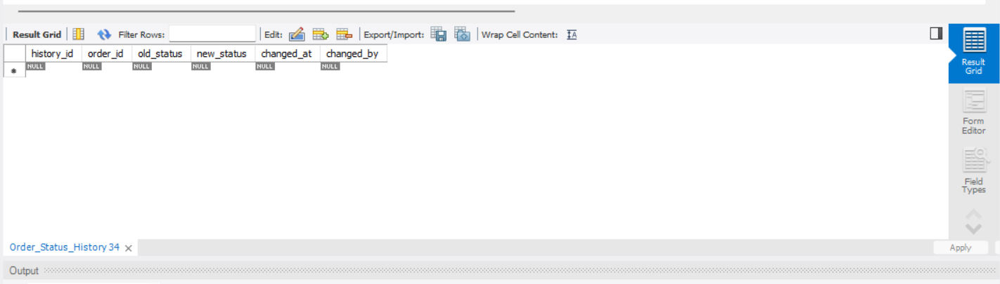 Result Grid Filter Rows: Edit: Export/Import: Wrap Cell Content: IA
history_id order_id old_status new_status changed_at changed_by
* NULL NULL NULL NULL NULL NULL
Result
Grid
Form
Editor
Field
Types
Order_Status_History 34 × Apply
Output